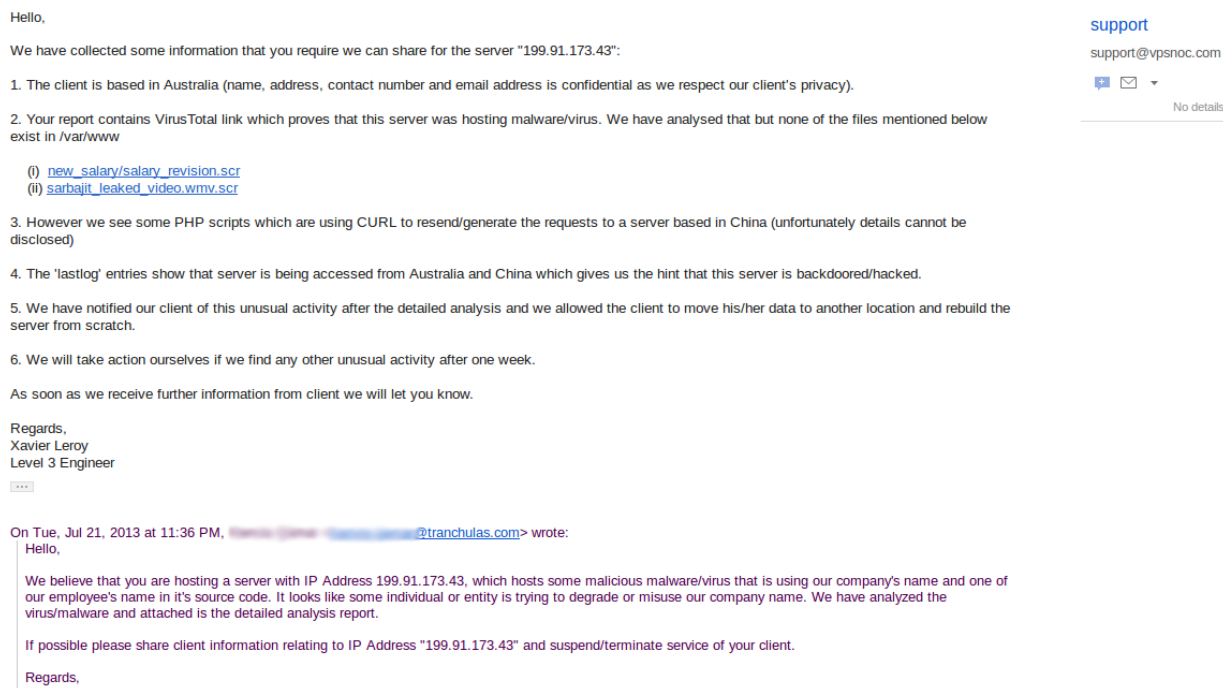 Hello,
We have collected some information that you require we can share for the server "199.91.173.43":
1. The client is based in Australia (name, address, contact number and email address is confidential as we respect our client's privacy).
2. Your report contains VirusTotal link which proves that this server was hosting malware/virus. We have analysed that but none of the files mentioned below
exist in /var/www
(i) new_salary/salary_revision.scr
(ii) sarbajit_leaked_video.wmv.scr
3. However we see some PHP scripts which are using CURL to resend/generate the requests to a server based in China (unfortunately details cannot be
disclosed)
4. The 'lastlog' entries show that server is being accessed from Australia and China which gives us the hint that this server is backdoored/hacked.
5. We have notified our client of this unusual activity after the detailed analysis and we allowed the client to move his/her data to another location and rebuild the
server from scratch.
6. We will take action ourselves if we find any other unusual activity after one week.
As soon as we receive further information from client we will let you know.
Regards,
Xavier Leroy
Level 3 Engineer
On Tue, Jul 21, 2013 at 11:36 PM, @tranchulas.com> wrote:
Hello,
We believe that you are hosting a server with IP Address 199.91.173.43, which hosts some malicious malware/virus that is using our company's name and one of
our employee's name in it's source code. It looks like some individual or entity is trying to degrade or misuse our company name. We have analyzed the
virus/malware and attached is the detailed analysis report.
If possible please share client information relating to IP Address "199.91.173.43" and suspend/terminate service of your client.
Regards,
support
support@vpsnoc.com
No details